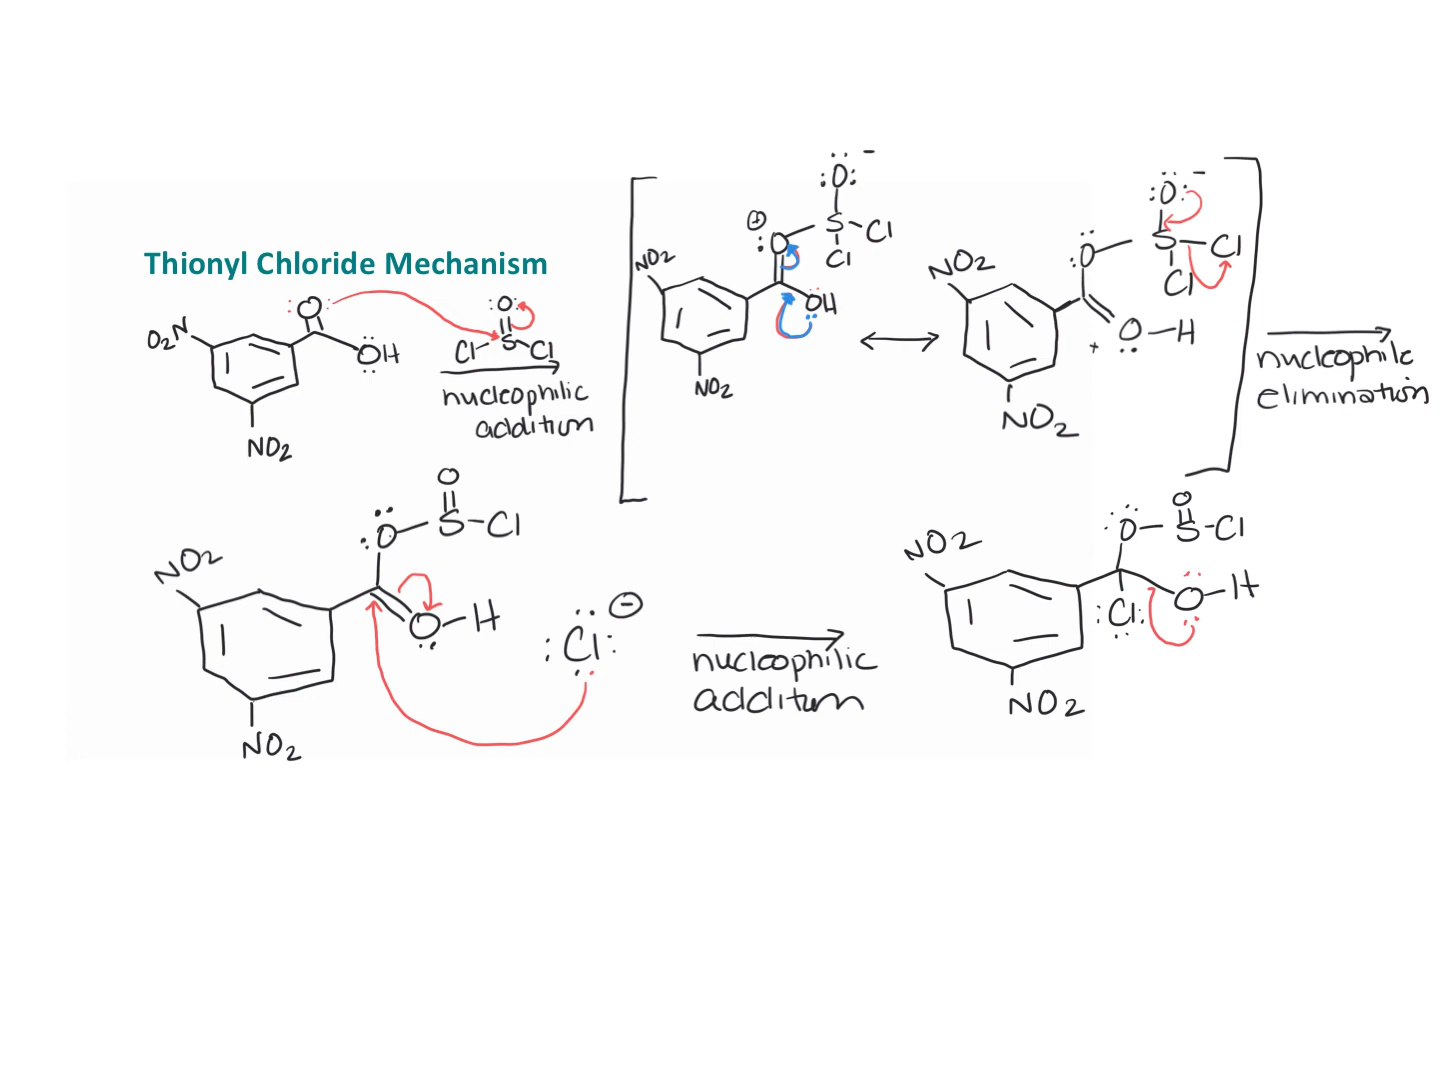 Thionyl Chloride Mechanism
O2N
O
OH
NO2
O
Cl
S
Cl
nucleophilic
addition
NO2
+
O
OH
NO2
O -
S
Cl
Cl
NO2
O
O - -
S
Cl
Cl
+
O-H
NO2
nucleophile
elimination
NO2
O
O
S-Cl
O-H
NO2
Cl -
nucleophilic
addition
NO2
O
O
S-Cl
Cl
O-H
NO2